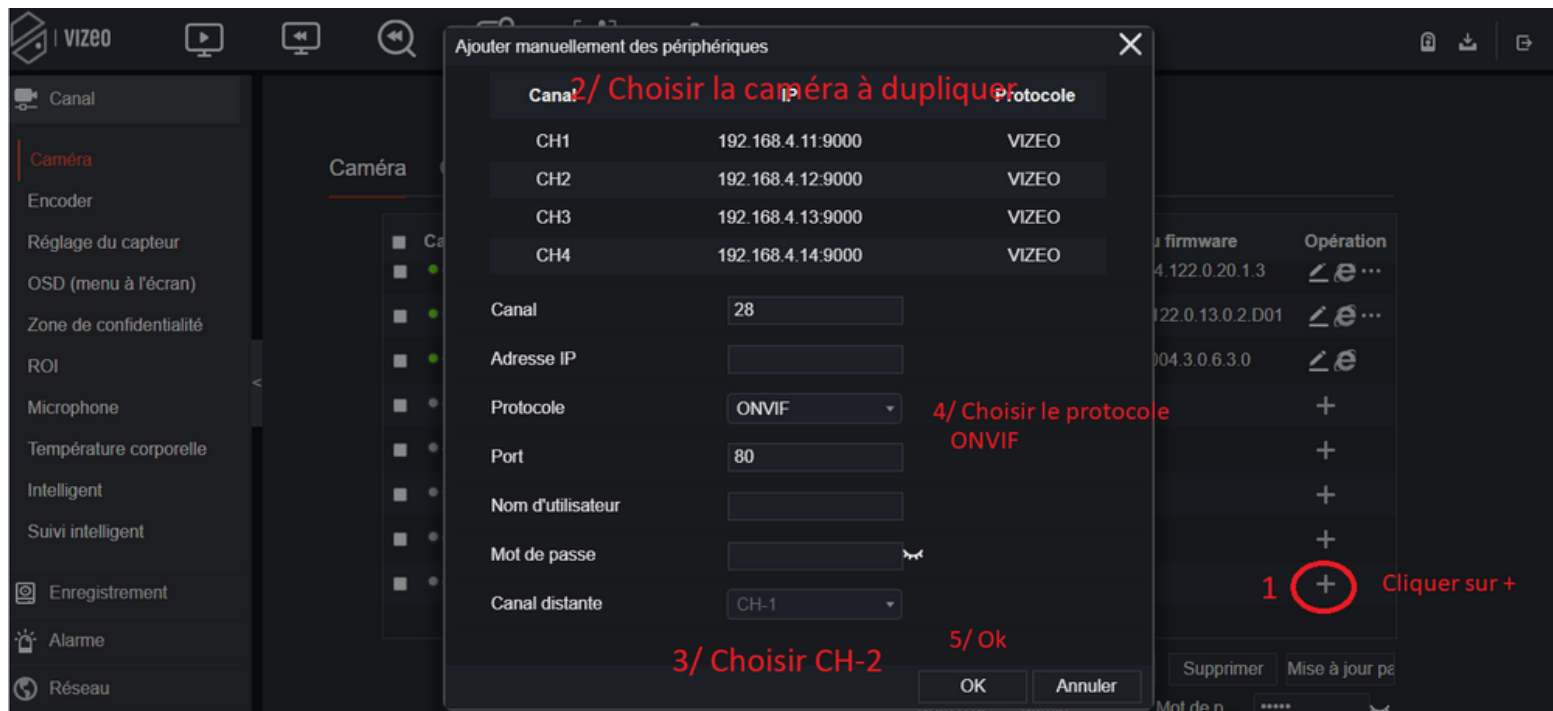 VIZEO
Ajouter manuellement des périphériques
Canal
2/ Choisir la caméra à dupliquer
Canal IP Protocole
CH1 192.168.4.11:9000 VIZEO
CH2 192.168.4.12:9000 VIZEO
CH3 192.168.4.13:9000 VIZEO
CH4 192.168.4.14:9000 VIZEO
Caméra
Encoder
Réglage du capteur
OSD (menu à l'écran)
Zone de confidentialité
ROI
Microphone
Température corporelle
Intelligent
Suivi intelligent
Enregistrement
Alarme
Réseau
Caméra
firmware Opération
4.122.0.20.1.3
122.0.13.0.2.D01
004.3.0.6.3.0
Canal 28
Adresse IP
Protocole ONVIF
4/ Choisir le protocole
ONVIF
Port 80
Nom d'utilisateur
Mot de passe
Canal distante CH-1
1 Cliquer sur +
3/ Choisir CH-2
5/ Ok
OK Annuler
Supprimer Mise à jour pa
Mot de p •••••